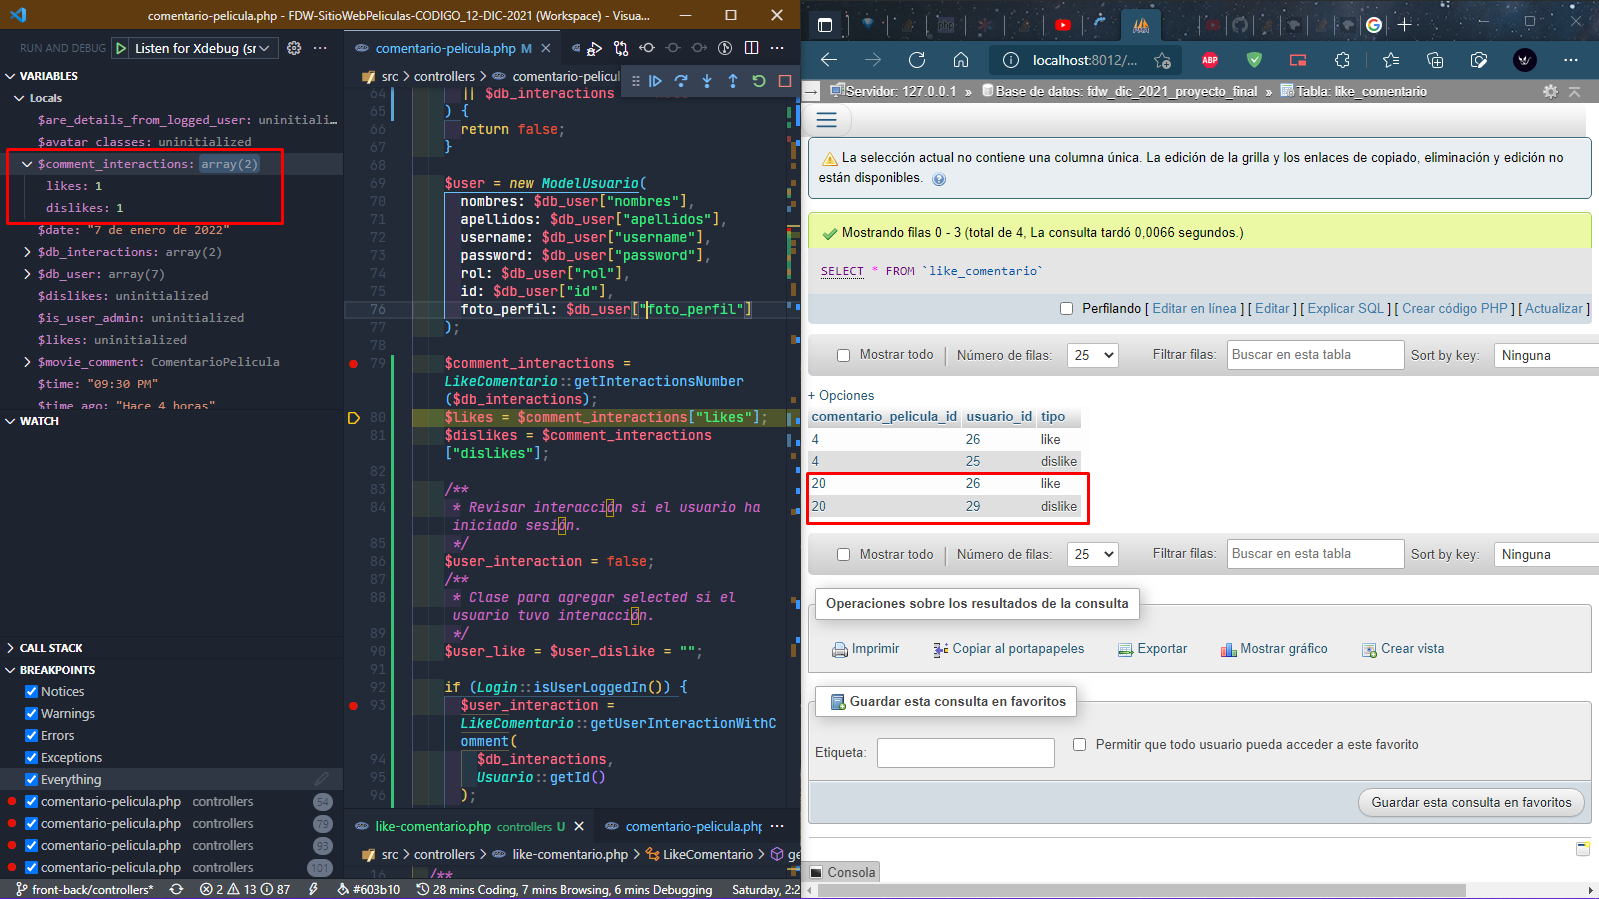 comentario-pelicula.php - FDW-SitioWebPeliculas-CODIGO_12-DIC-2021 (Workspace) - Visua...
RUN AND DEBUG
Listen for Xdebug (sr
VARIABLES
Locals
$are_details_from_logged_user: uninitiali...
$avatar_classes: uninitialized
$comment_interactions: array(2)
likes: 1
dislikes: 1
$date: "7 de enero de 2022"
$db_interactions: array(2)
$db_user: array(7)
$dislikes: uninitialized
$is_user_admin: uninitialized
$likes: uninitialized
$movie_comment: ComentarioPelicula
$time: "09:30 PM"
$time_ago: "Hace 4 horas"
WATCH
CALL STACK
BREAKPOINTS
Notices
Warnings
Errors
Exceptions
Everything
comentario-pelicula.php controllers 54
comentario-pelicula.php controllers 79
comentario-pelicula.php controllers 93
comentario-pelicula.php controllers 101
comentario-pelicula.php M
src > controllers > comentario-pelicula
64 || $db_interactions
65 ) {
66 return false;
67 }
68
69 $user = new ModelUsuario(
70 nombres: $db_user["nombres"],
71 apellidos: $db_user["apellidos"],
72 username: $db_user["username"],
73 password: $db_user["password"],
74 rol: $db_user["rol"],
75 id: $db_user["id"],
76 foto_perfil: $db_user["foto_perfil"]
77 );
78
79 $comment_interactions =
LikeComentario::getInteractionsNumber
($db_interactions);
80 $likes = $comment_interactions["likes"];
81 $dislikes = $comment_interactions
["dislikes"];
82
83 /**
84 * Revisar interacción si el usuario ha
iniciado sesión.
85 */
86 $user_interaction = false;
87 /**
88 * Clase para agregar selected si el
usuario tuvo interacción.
89 */
90 $user_like = $user_dislike = "";
91
92 if (Login::isUserLoggedIn()) {
93 $user_interaction =
LikeComentario::getUserInteractionWithC
omment(
94 $db_interactions,
95 Usuario::getId()
96 );
like-comentario.php controllers U
comentario-pelicula.php
src > controllers > like-comentario.php > LikeComentario > ge
16 /**
front-back/controllers* 2 13 87 #603b10 28 mins Coding, 7 mins Browsing, 6 mins Debugging Saturday, 2:2
localhost:8012/...
ABP
Servidor: 127.0.0.1 » Base de datos: fdw_dic_2021_proyecto_final » Tabla: like_comentario
La selección actual no contiene una columna única. La edición de la grilla y los enlaces de copiado, eliminación y edición no
están disponibles.
Mostrando filas 0 - 3 (total de 4, La consulta tardó 0,0066 segundos.)
SELECT * FROM `like_comentario`
Perfilando [ Editar en línea ] [ Editar ] [ Explicar SQL ] [ Crear código PHP ] [ Actualizar ]
Mostrar todo Número de filas: 25 Filtrar filas: Buscar en esta tabla Sort by key: Ninguna
+ Opciones
comentario_pelicula_id usuario_id tipo
4 26 like
4 25 dislike
20 26 like
20 29 dislike
Mostrar todo Número de filas: 25 Filtrar filas: Buscar en esta tabla Sort by key: Ninguna
Operaciones sobre los resultados de la consulta
Imprimir Copiar al portapapeles Exportar Mostrar gráfico Crear vista
Guardar esta consulta en favoritos
Etiqueta: Permitir que todo usuario pueda acceder a este favorito
Guardar esta consulta en favoritos
Consola